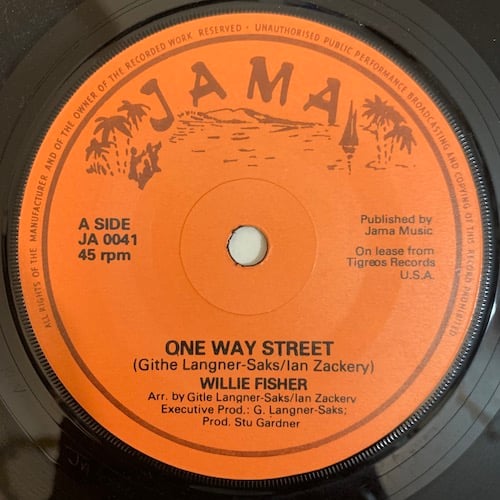 ALL RIGHTS OF THE MANUFACTURER AND OF THE OWNER OF THE RECORDED WORK RESERVED · UNAUTHORISED PUBLIC PERFORMANCE BROADCASTING AND COPYING OF THIS RECORD PROHIBITED
JAMA
A SIDE
JA 0041
45 rpm
Published by
Jama Music
On lease from
Tigreos Records
U.S.A.
ONE WAY STREET
(Githe Langner-Saks/Ian Zackery)
WILLIE FISHER
Arr. by Gitle Langner-Saks/Ian Zackery
Executive Prod.: G. Langner-Saks;
Prod. Stu Gardner